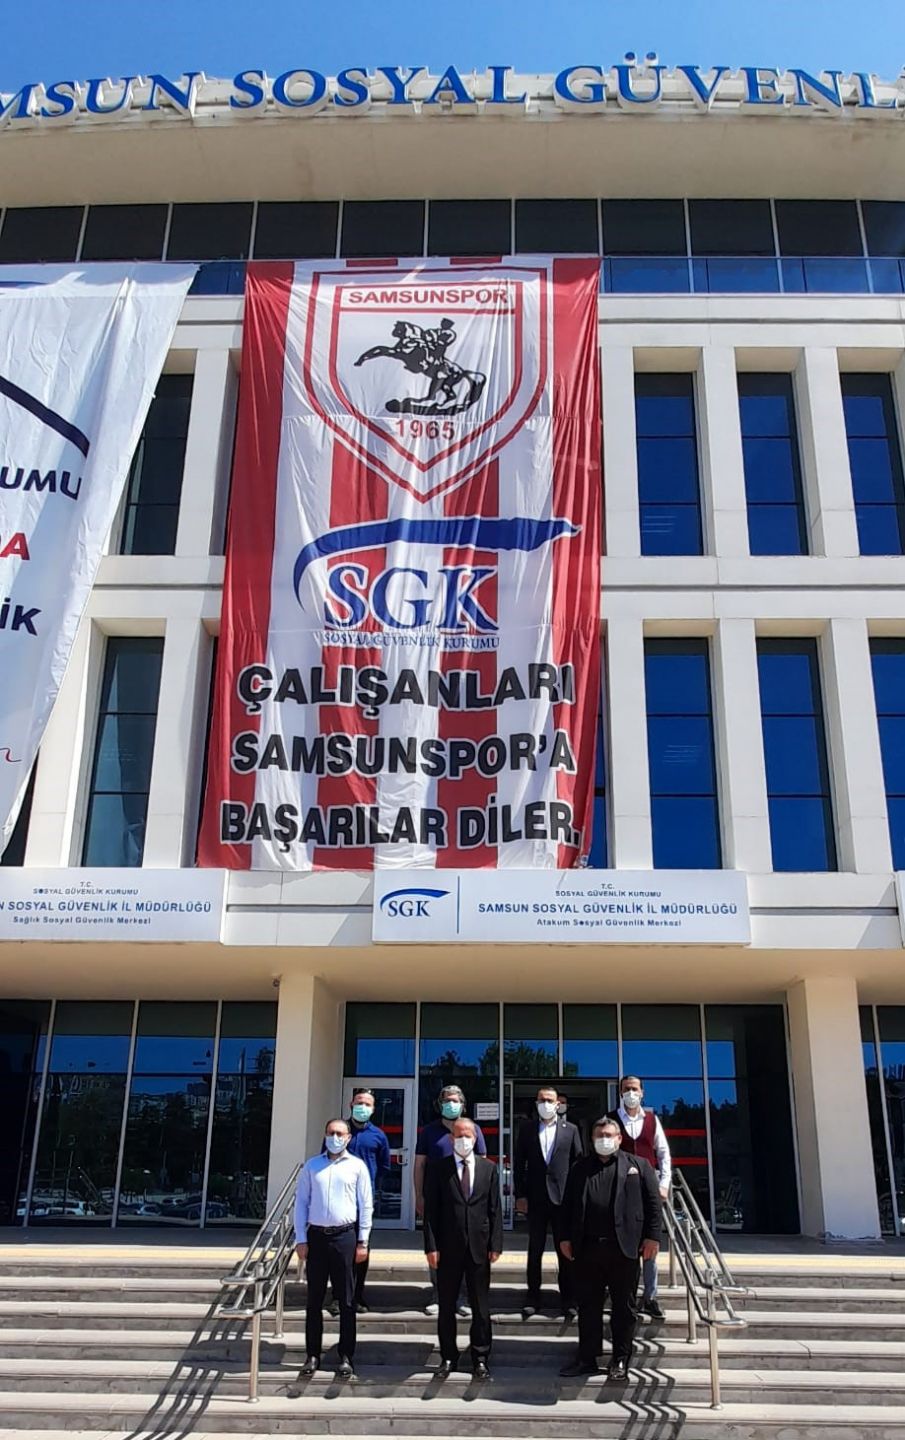 SAMSUN SOSYAL GÜVENL
SAMSUNSPOR
1965
UMU
DA
İK
SGK
SOSYAL GÜVENLİK KURUMU
ÇALIŞANLARI
SAMSUNSPOR'A
BAŞARILAR DİLER.
T.C.
SOSYAL GÜVENLİK KURUMU
N SOSYAL GÜVENLİK İL MÜDÜRLÜĞÜ
Sağlık Sosyal Güvenlik Merkezi
SGK
T.C.
SOSYAL GÜVENLİK KURUMU
SAMSUN SOSYAL GÜVENLİK İL MÜDÜRLÜĞÜ
Atakum Sosyal Güvenlik Merkezi